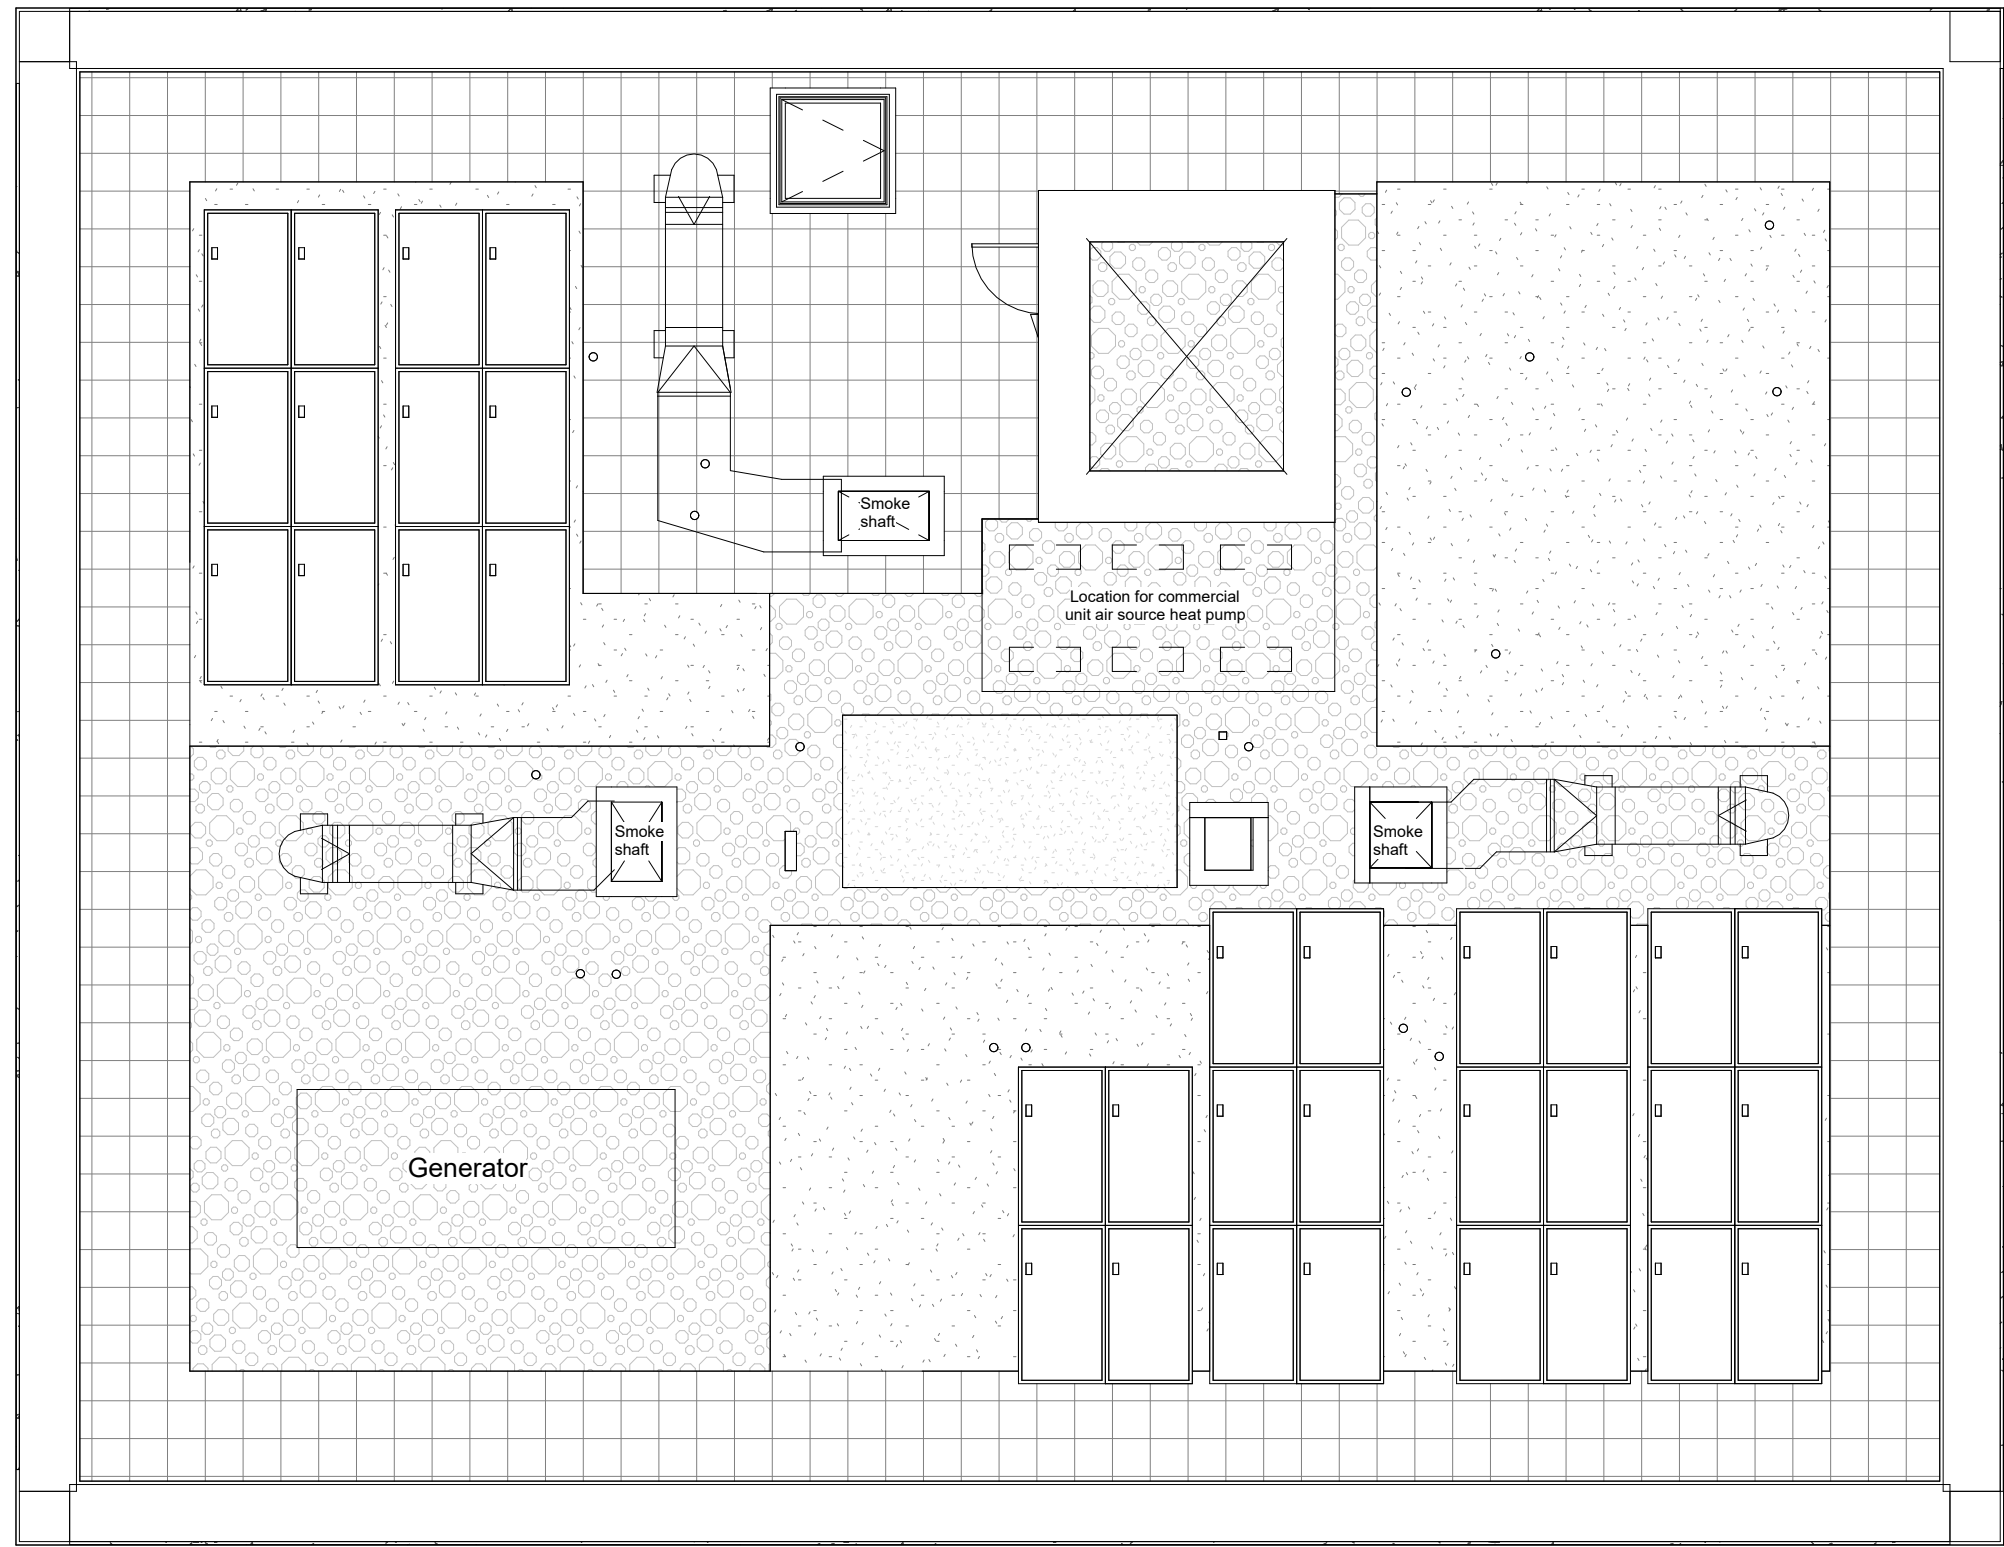 Smoke
shaft
Location for commercial
unit air source heat pump
Smoke
shaft
Smoke
shaft
Generator